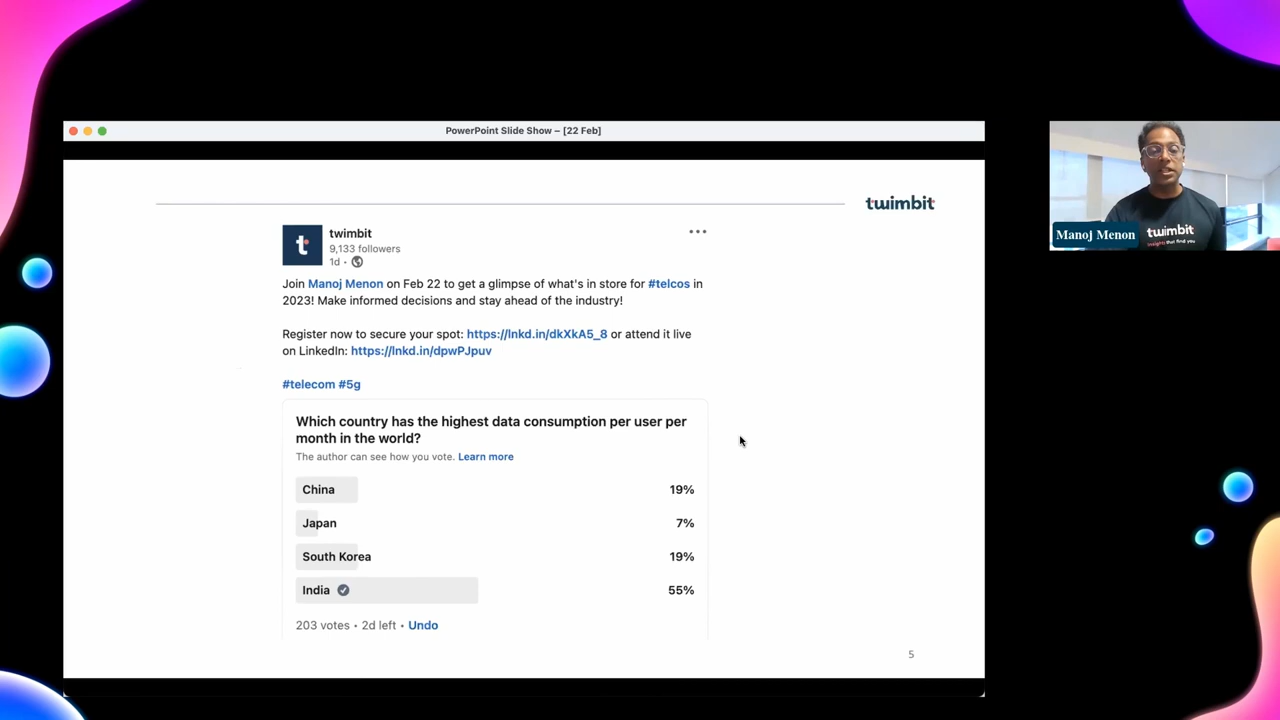 PowerPoint Slide Show – [22 Feb]
twimbit
t
twimbit
9,133 followers
1d •
Join Manoj Menon on Feb 22 to get a glimpse of what's in store for #telcos in
2023! Make informed decisions and stay ahead of the industry!
Register now to secure your spot: https://lnkd.in/dkXkA5_8 or attend it live
on LinkedIn: https://lnkd.in/dpwPJpuv
#telecom #5g
Which country has the highest data consumption per user per
month in the world?
The author can see how you vote. Learn more
China 19%
Japan 7%
South Korea 19%
India 55%
203 votes • 2d left • Undo
5
twimbit
insights that find you
Manoj Menon